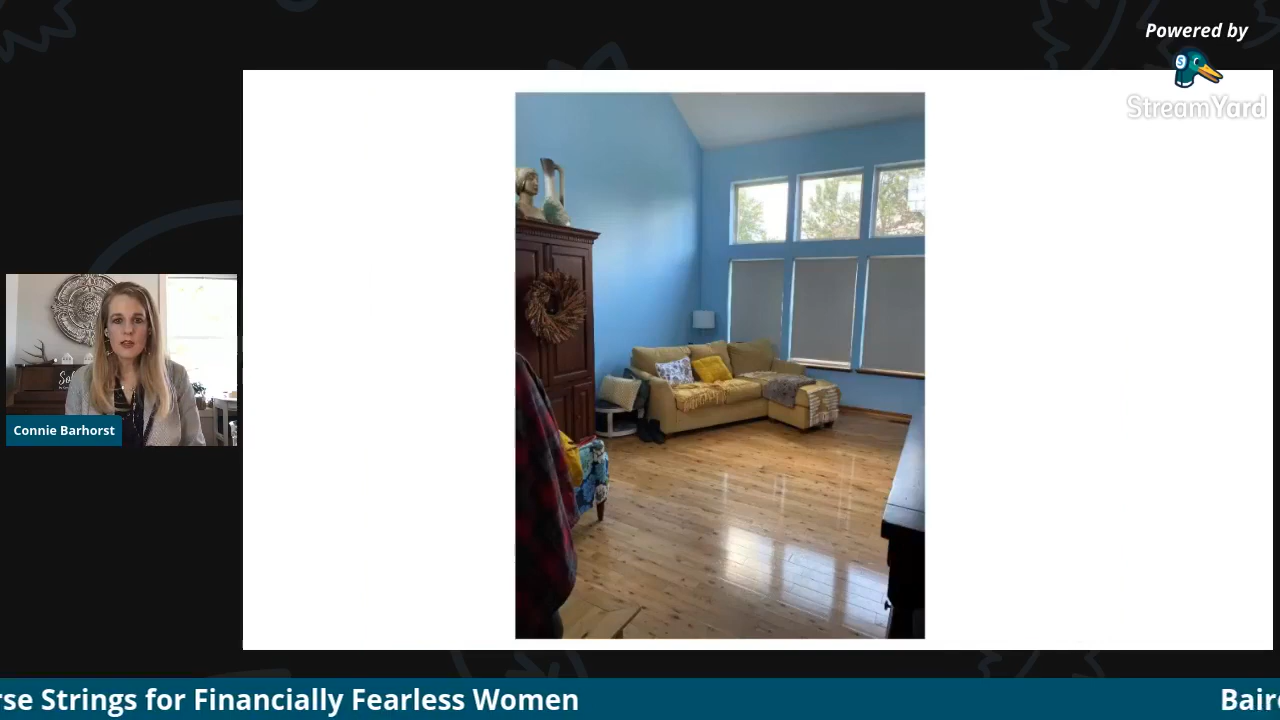 Powered by
StreamYard
Connie Barhorst
rse Strings for Financially Fearless Women
Bair